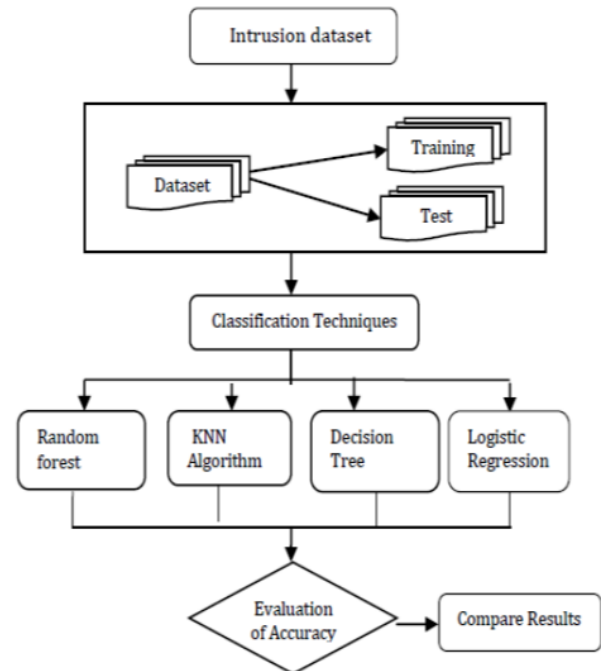 Intrusion dataset
Dataset
Training
Test
Classification Techniques
Random
forest
KNN
Algorithm
Decision
Tree
Logistic
Regression
Evaluation
of Accuracy
Compare Results